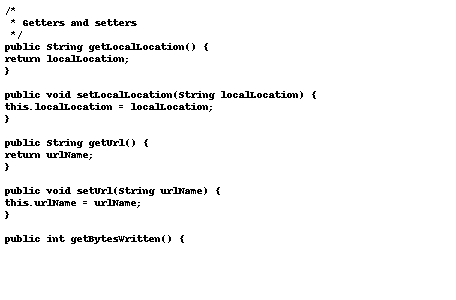 /*
 * Getters and setters
 */
public String getLocalLocation() {
return localLocation;
}

public void setLocalLocation(String localLocation) {
this.localLocation = localLocation;
}

public String getUrl() {
return urlName;
}

public void setUrl(String urlName) {
this.urlName = urlName;
}

public int getBytesWritten() {